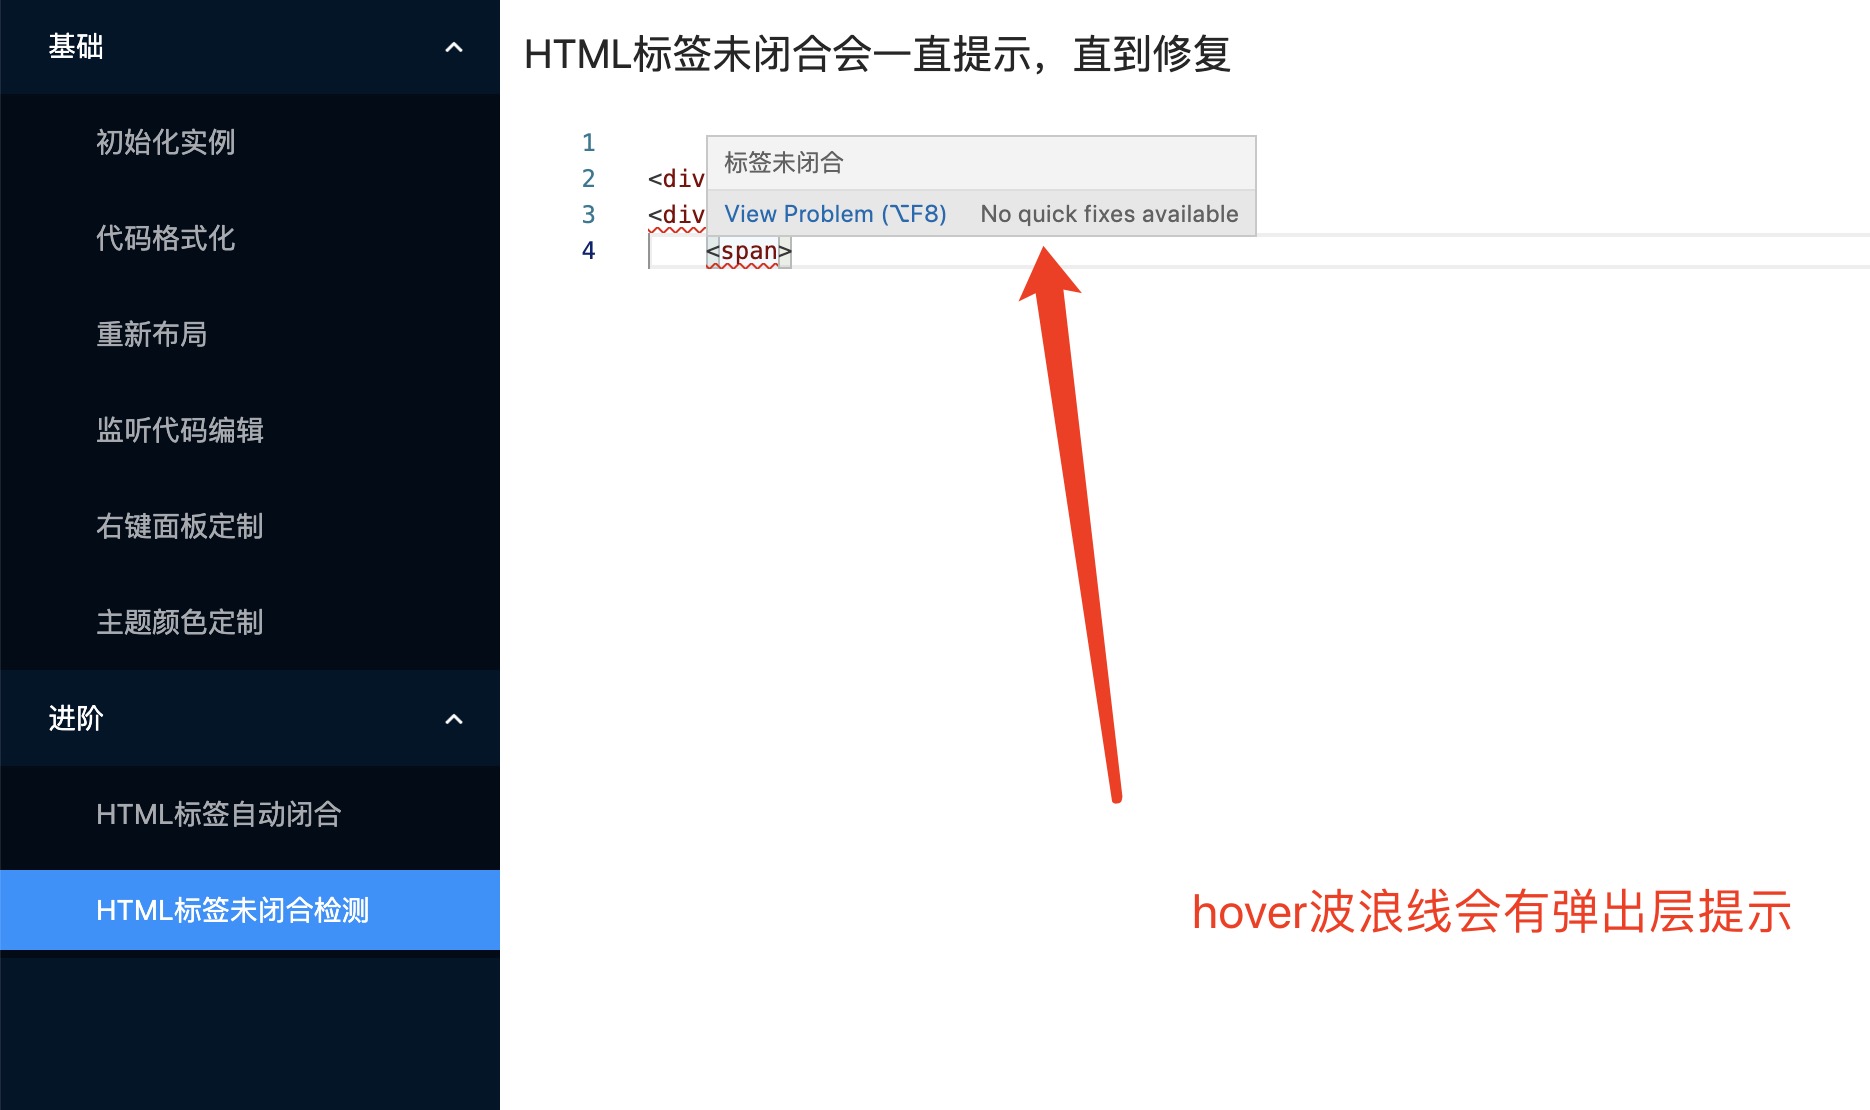 基础
初始化实例
代码格式化
重新布局
监听代码编辑
右键面板定制
主题颜色定制
进阶
HTML标签自动闭合
HTML标签未闭合检测
HTML标签未闭合会一直提示，直到修复
1
2 <div
3 <div
4 <span>
标签未闭合
View Problem (⌥F8) No quick fixes available
hover波浪线会有弹出层提示